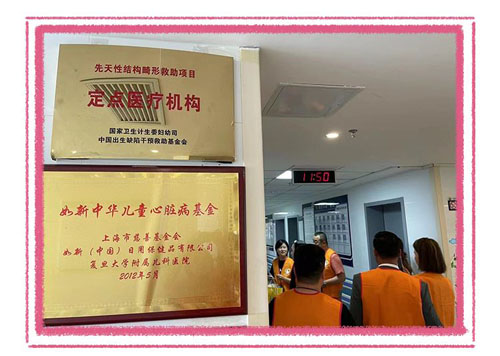 先天性结构畸形救助项目
定点医疗机构
国家卫生计生委妇幼司
中国出生缺陷干预救助基金会
如新中华儿童心脏病基金
上海市慈善基金会
如新（中国）日用保健品有限公司
复旦大学附属儿科医院
2012年5月
11:50